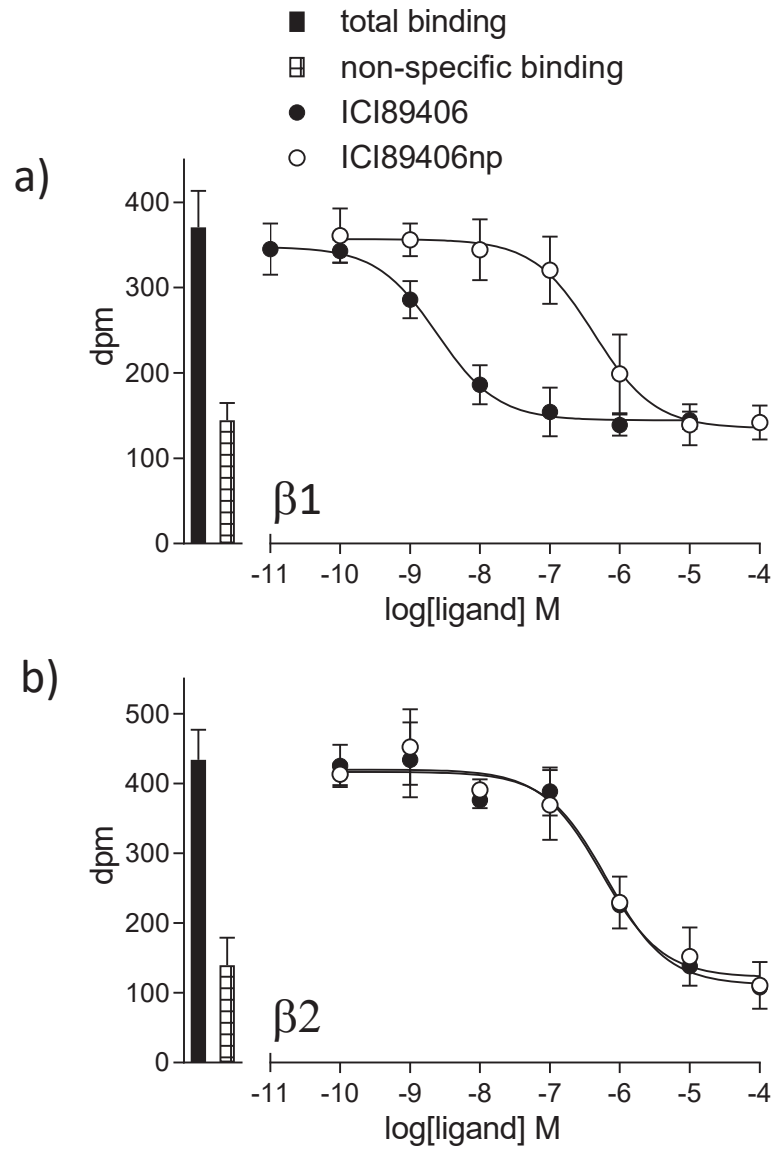 total binding
non-specific binding
ICI89406
ICI89406np
a)
400
300
200
100
0
dpm
β1
-11 -10 -9 -8 -7 -6 -5 -4
log[ligand] M
b)
500
400
300
200
100
0
dpm
β2
-11 -10 -9 -8 -7 -6 -5 -4
log[ligand] M